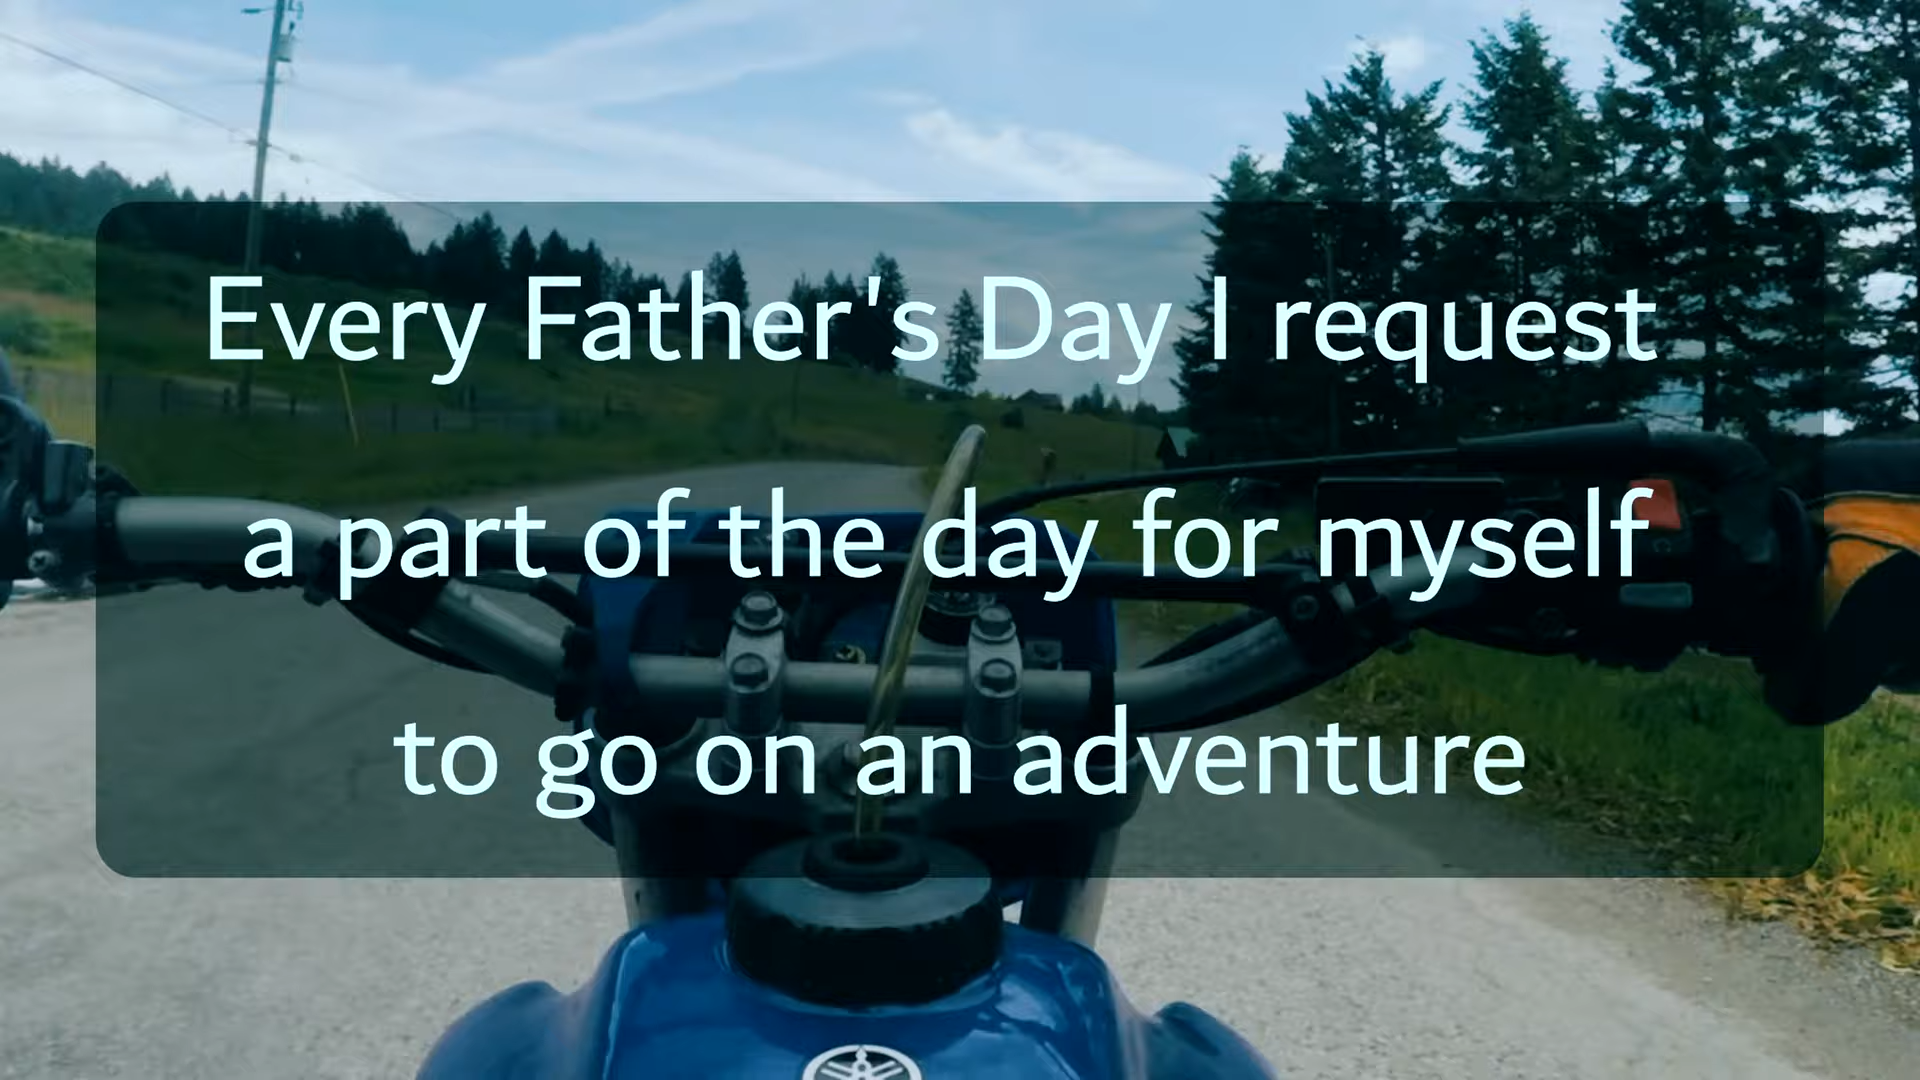 Every Father's Day I request
a part of the day for myself
to go on an adventure